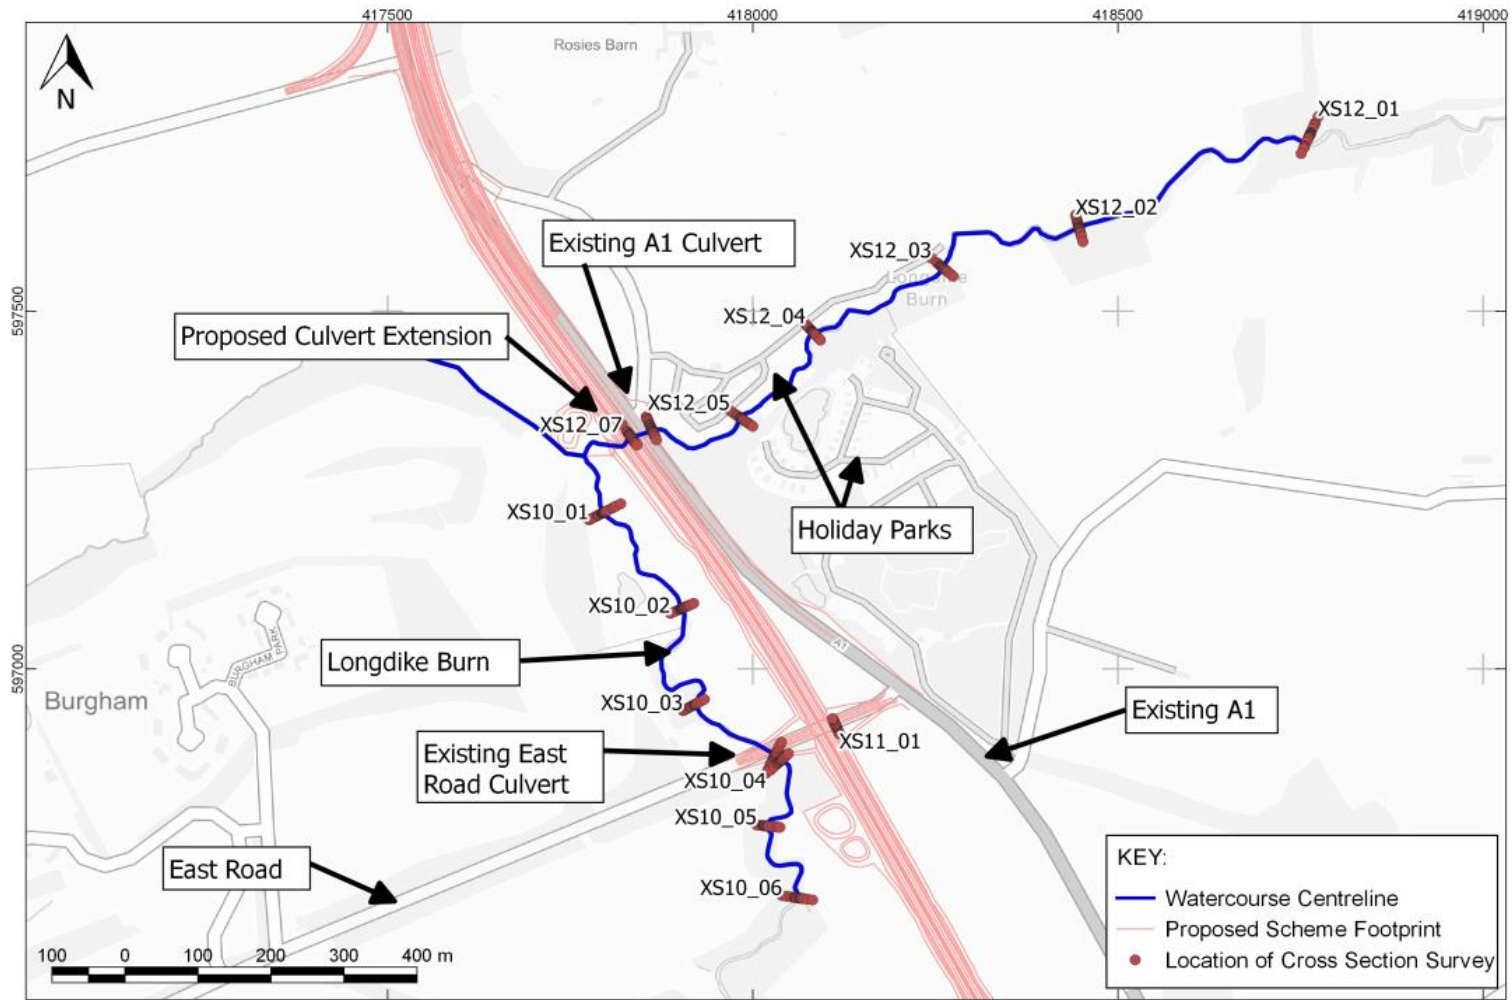 417500
418000
418500
419000
Rosies Barn
N
XS12_01
XS12_02
Existing A1 Culvert
XS12_03
Longdike
Burn
597500
XS12_04
Proposed Culvert Extension
XS12_05
XS12_07
XS10_01
Holiday Parks
XS10_02
A1
BURGHAM PARK
Longdike Burn
597000
Burgham
XS10_03
Existing A1
XS11_01
Existing East
Road Culvert
XS10_04
XS10_05
East Road
XS10_06
KEY:
Watercourse Centreline
Proposed Scheme Footprint
Location of Cross Section Survey
100 0 100 200 300 400 m